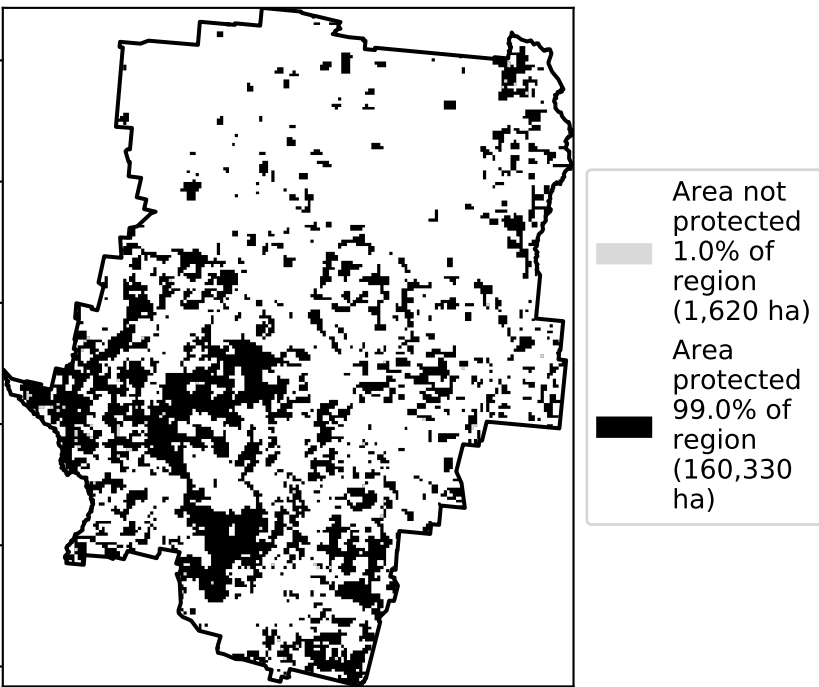 Area not
protected
1.0% of
region
(1,620 ha)
Area
protected
99.0% of
region
(160,330
ha)